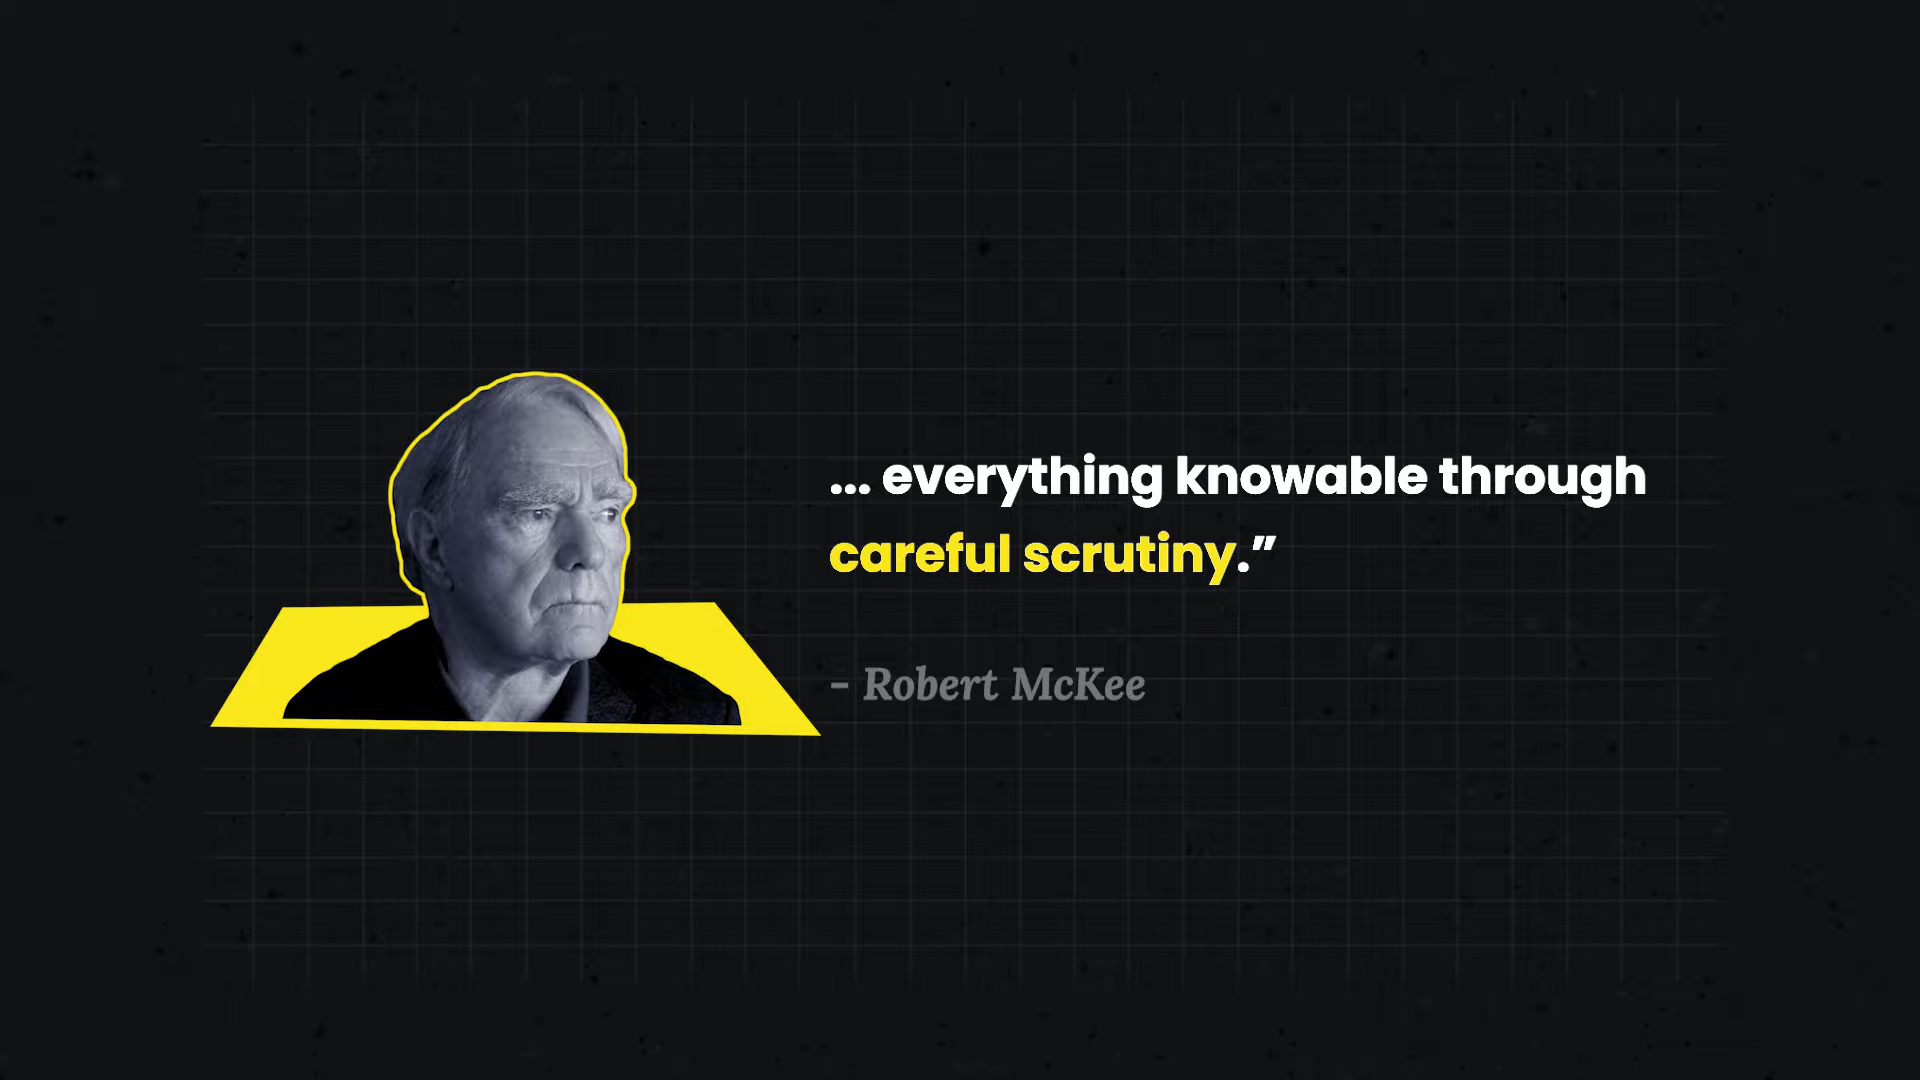 ... everything knowable through
careful scrutiny.”
- Robert McKee